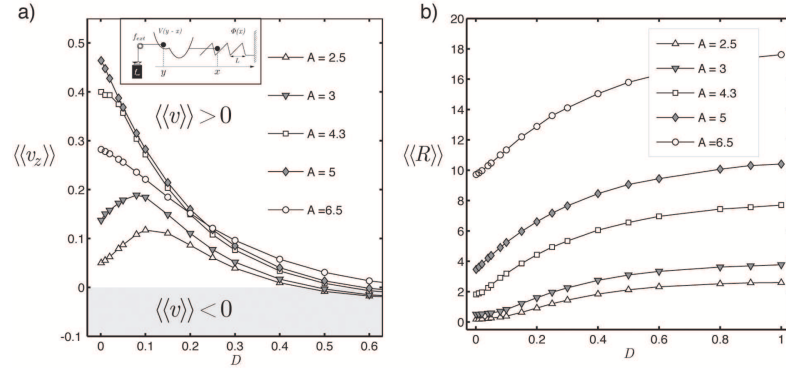 a)
V(y - x)
Φ(x)
f_ext
L
y
x
⟨⟨v⟩⟩ > 0
⟨⟨v⟩⟩ < 0
A = 2.5
A = 3
A = 4.3
A = 5
A =6.5
⟨⟨v_z⟩⟩
0.5
0.4
0.3
0.2
0.1
0
-0.1
0
0.1
0.2
0.3
0.4
0.5
0.6
D
b)
A = 2.5
A = 3
A = 4.3
A = 5
A =6.5
⟨⟨R⟩⟩
20
18
16
14
12
10
8
6
4
2
0
0
0.2
0.4
0.6
0.8
1
D